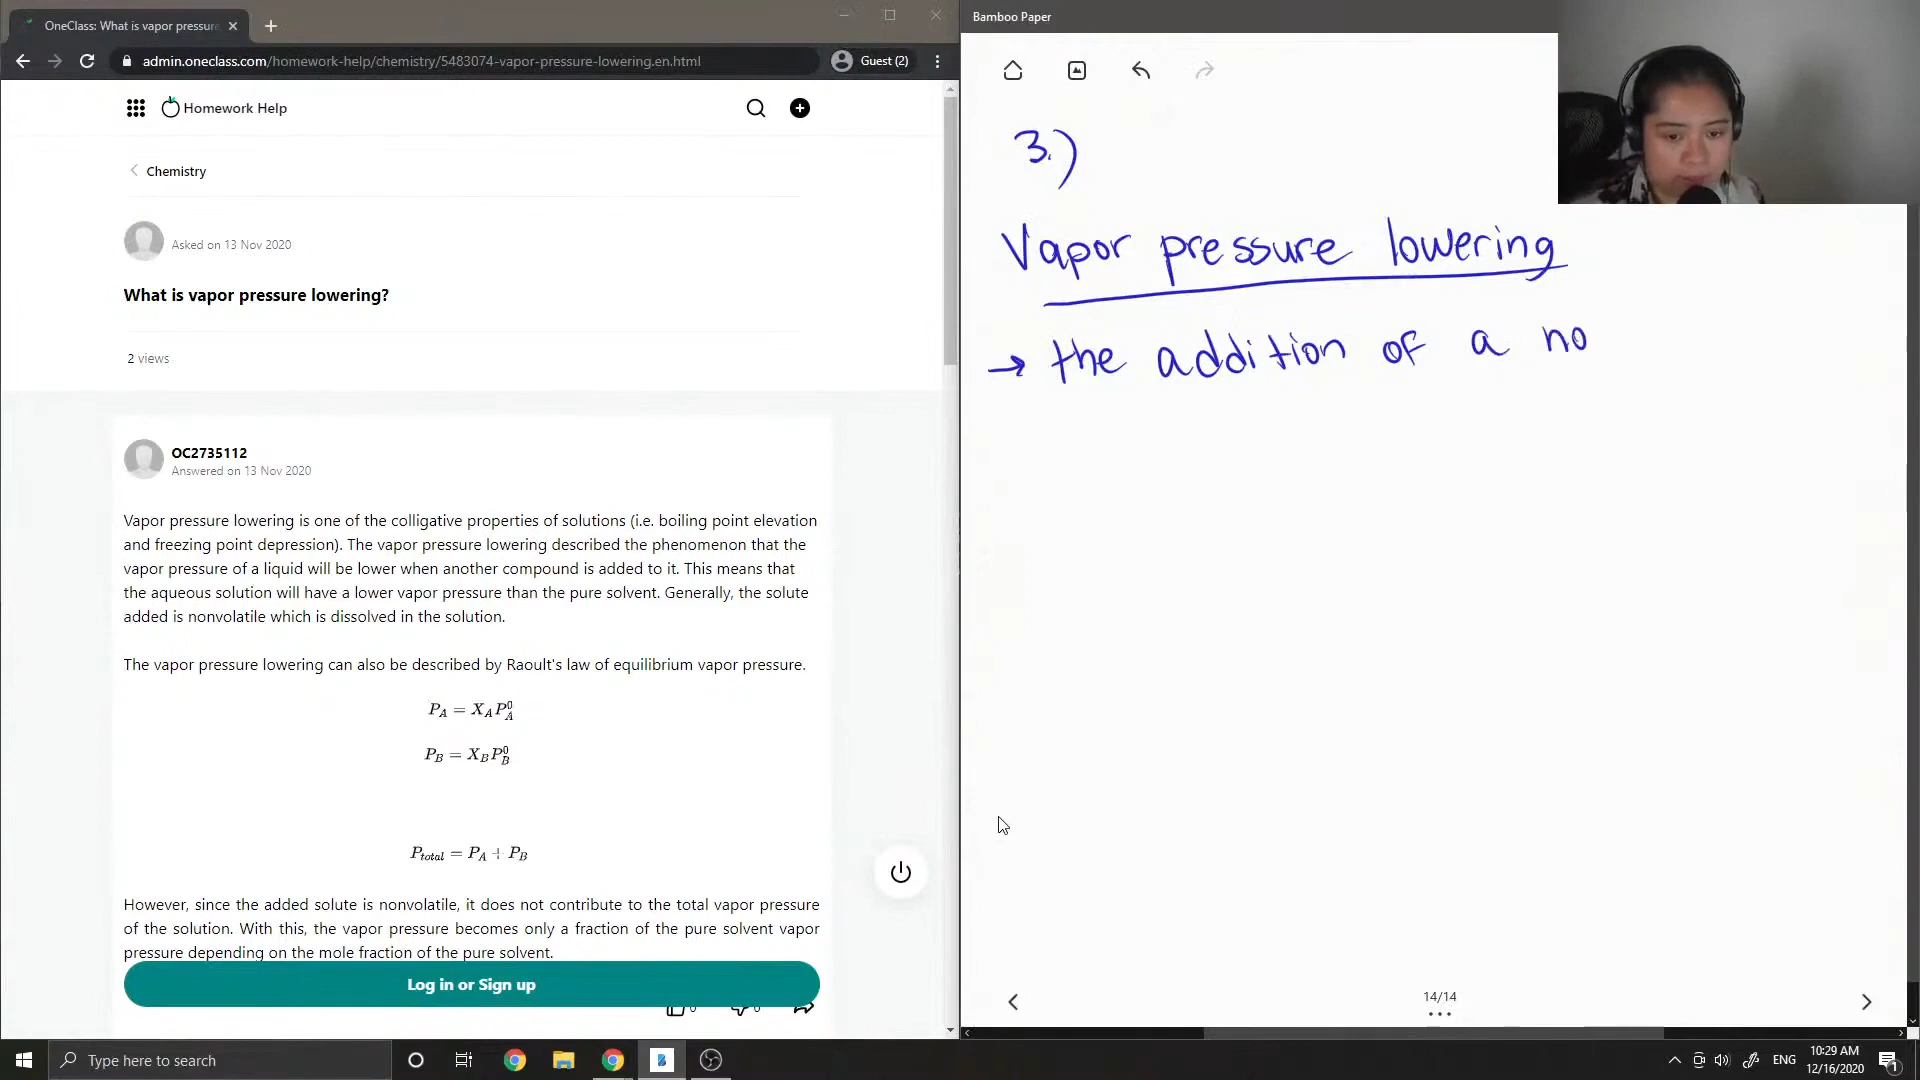 OneClass: What is vapor pressure
admin.oneclass.com/homework-help/chemistry/5483074-vapor-pressure-lowering.en.html
Guest (2)
Homework Help
Chemistry
Asked on 13 Nov 2020
What is vapor pressure lowering?
2 views
OC2735112
Answered on 13 Nov 2020
Vapor pressure lowering is one of the colligative properties of solutions (i.e. boiling point elevation
and freezing point depression). The vapor pressure lowering described the phenomenon that the
vapor pressure of a liquid will be lower when another compound is added to it. This means that
the aqueous solution will have a lower vapor pressure than the pure solvent. Generally, the solute
added is nonvolatile which is dissolved in the solution.
The vapor pressure lowering can also be described by Raoult's law of equilibrium vapor pressure.
P_A = X_A P_A^0
P_B = X_B P_B^0
P_total = P_A + P_B
However, since the added solute is nonvolatile, it does not contribute to the total vapor pressure
of the solution. With this, the vapor pressure becomes only a fraction of the pure solvent vapor
pressure depending on the mole fraction of the pure solvent.
Log in or Sign up
0
0
Bamboo Paper
3.)
Vapor pressure lowering
→ the addition of a no
14/14
Type here to search
ENG
10:29 AM
12/16/2020
1